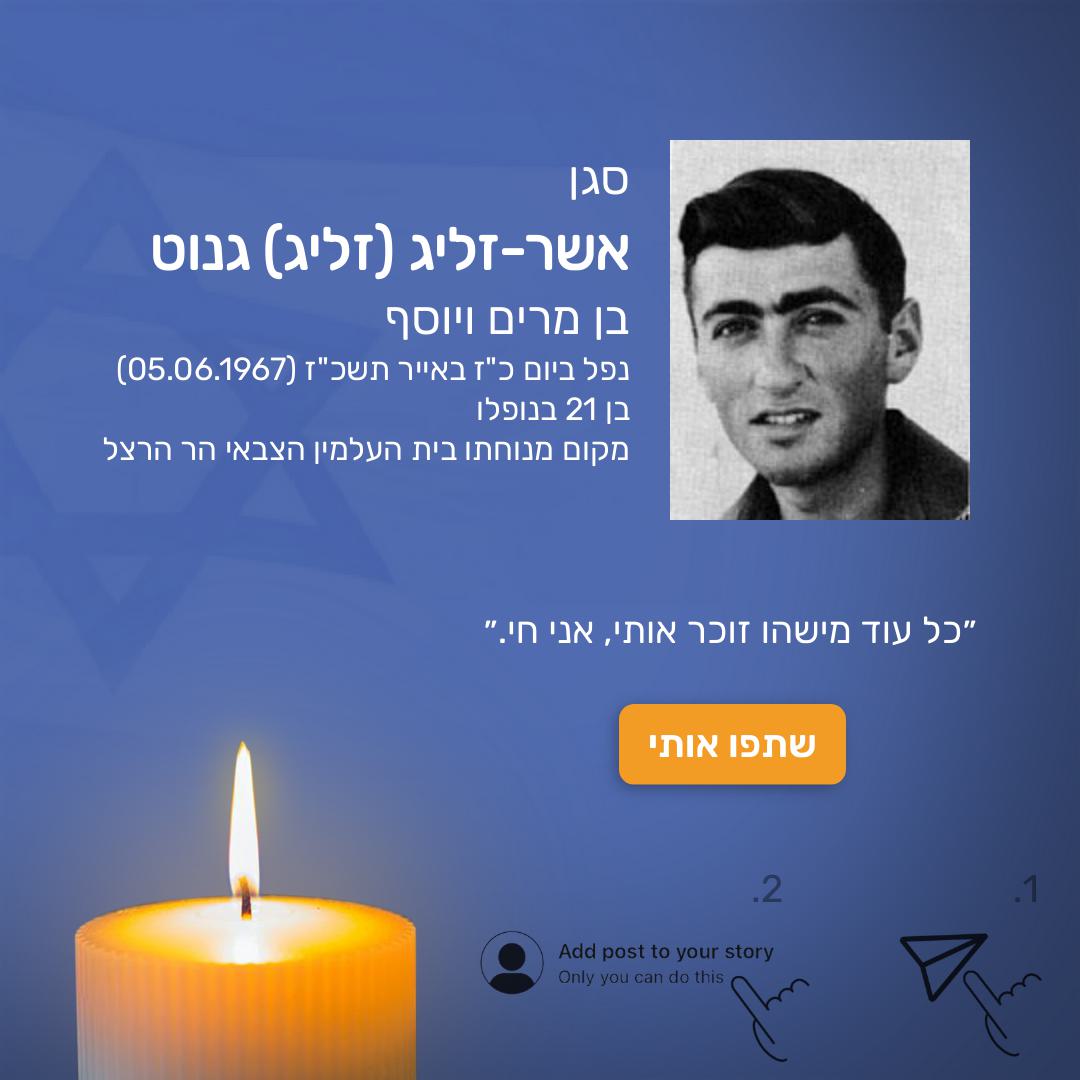 סגן
אשר-זליג (זליג) גנוט
בן מרים ויוסף
נפל ביום כ"ז באייר תשכ"ז (05.06.1967)
בן 21 בנופלו
מקום מנוחתו בית העלמין הצבאי הר הרצל
״כל עוד מישהו זוכר אותי, אני חי.״
שתפו אותי
1.
2.
Add post to your story
Only you can do this